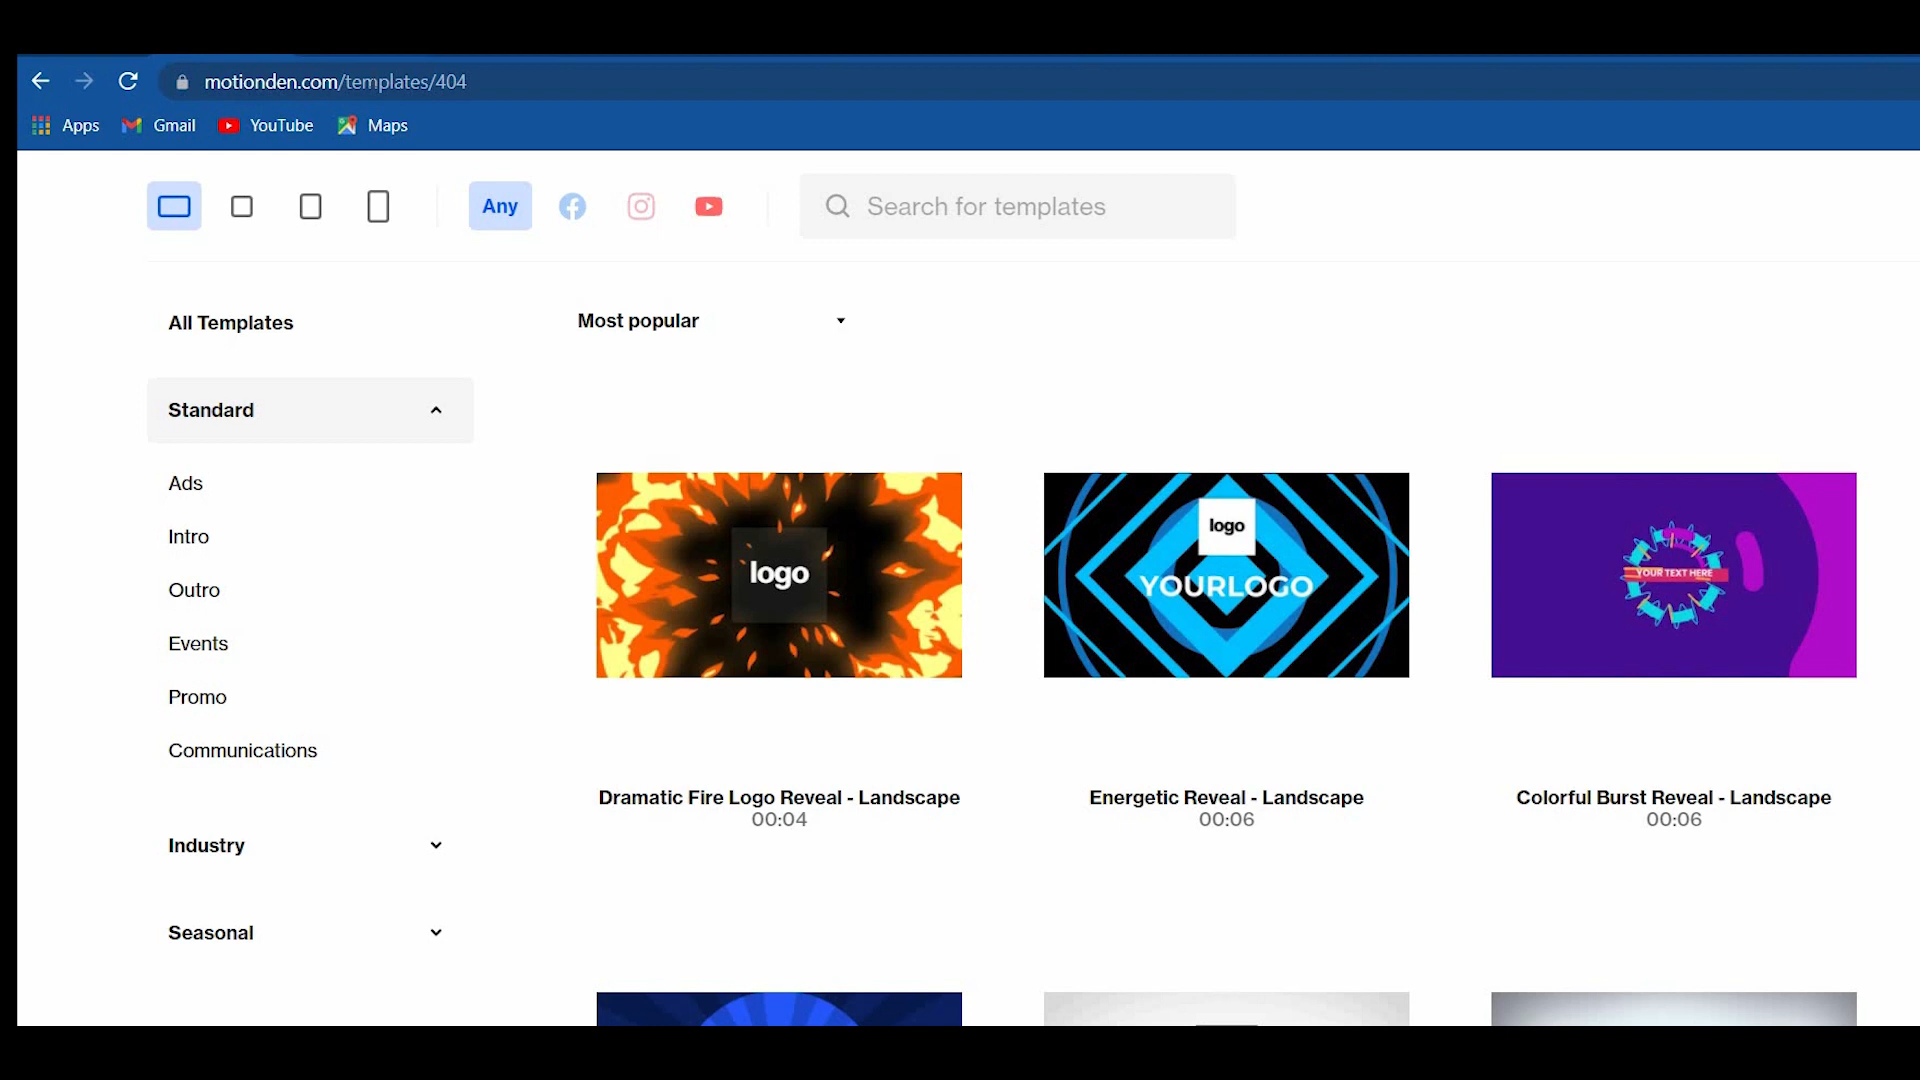 motionden.com/templates/404
Apps Gmail YouTube Maps
Any Search for templates
All Templates
Most popular
Standard
Ads
Intro
Outro
Events
Promo
Communications
Industry
Seasonal
logo
logo
YOURLOGO
YOUR TEXT HERE
Dramatic Fire Logo Reveal - Landscape
00:04
Energetic Reveal - Landscape
00:06
Colorful Burst Reveal - Landscape
00:06